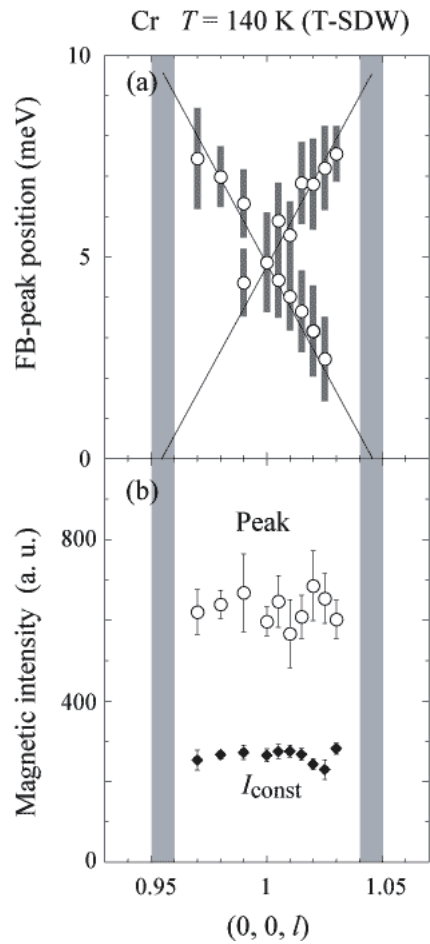 Cr T = 140 K (T-SDW)
10
(a)
FB-peak position (meV)
5
0
(b)
Peak
800
Magnetic intensity (a. u.)
400
I const
0
0.95 1 1.05
(0, 0, l)